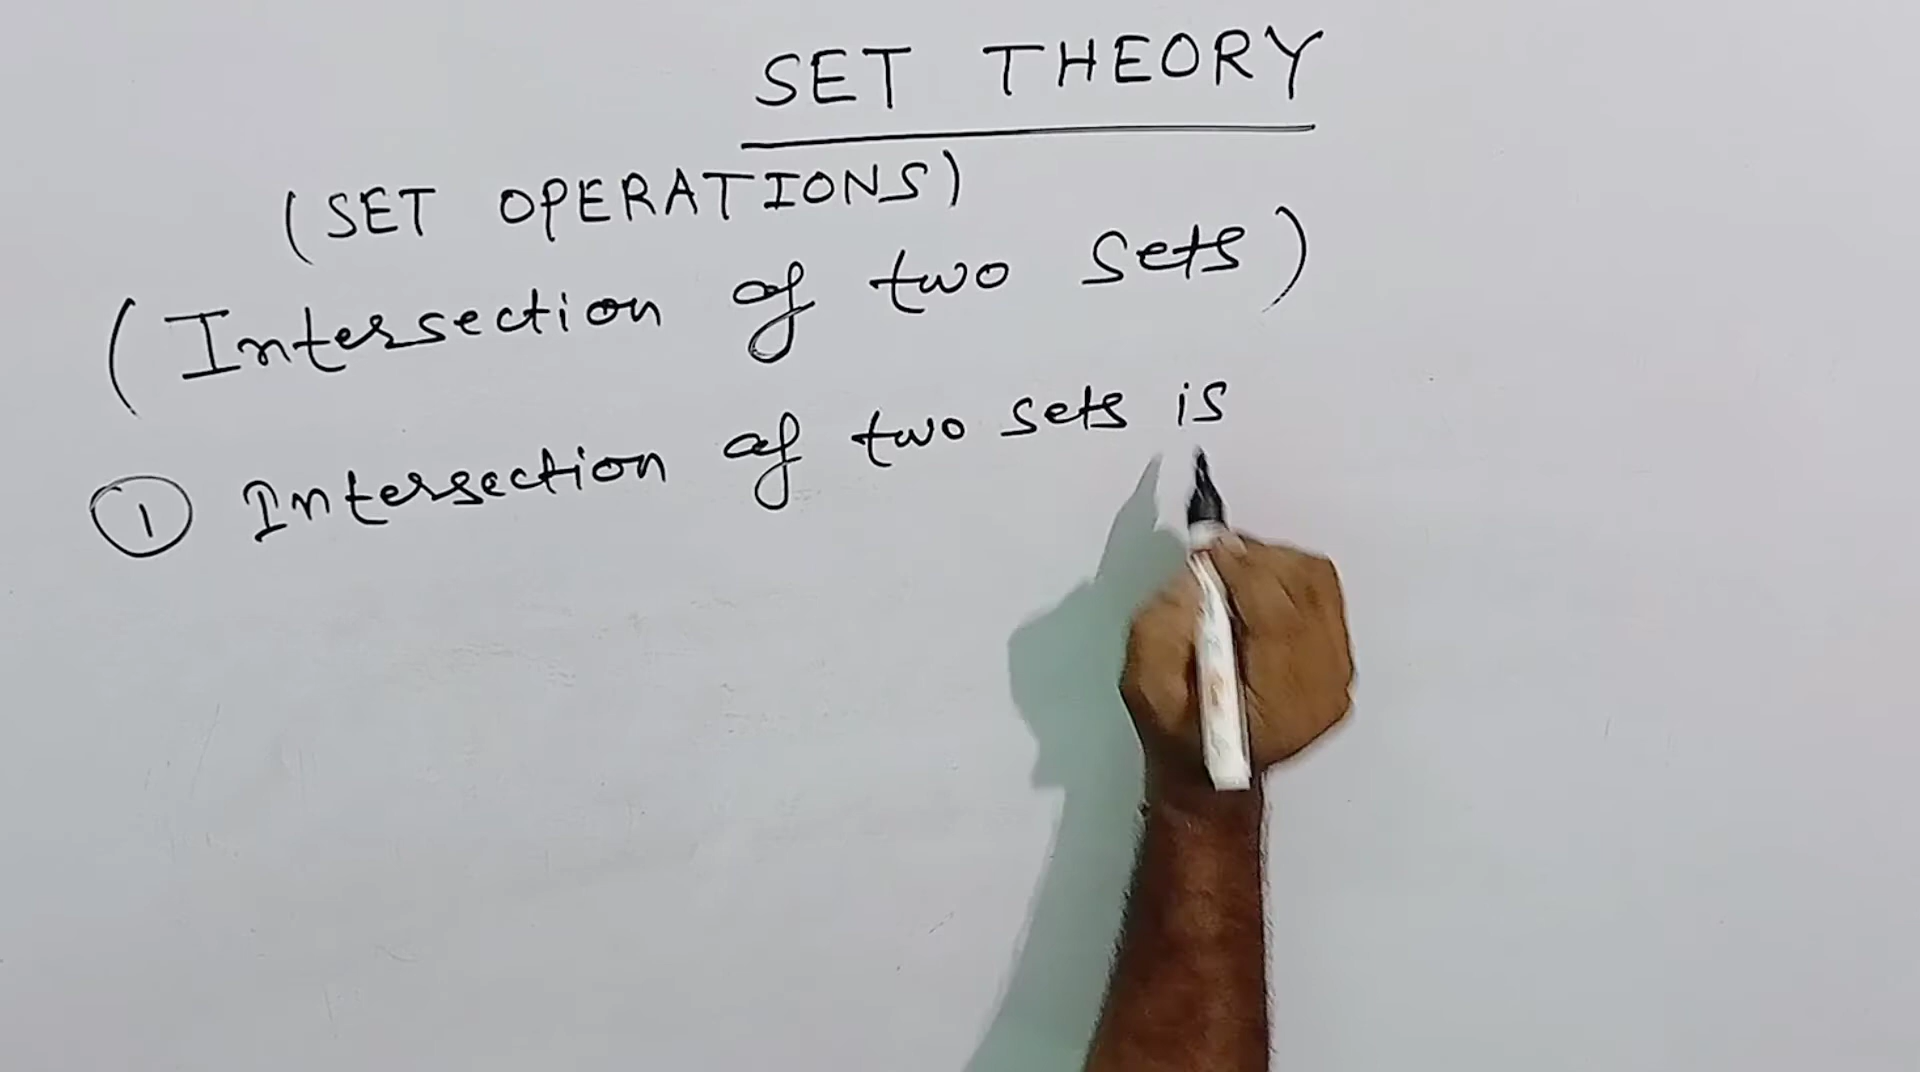 SET THEORY
(SET OPERATIONS)
(Intersection of two sets)
① Intersection of two sets is